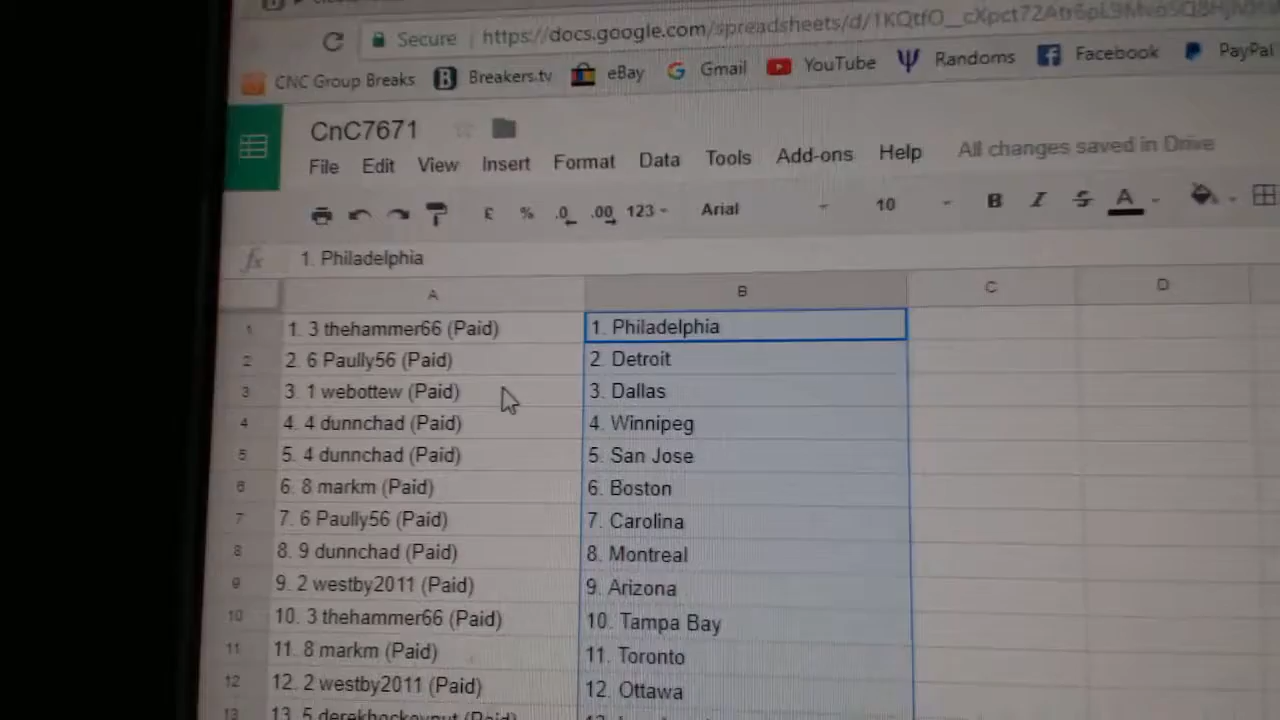 Secure | https://docs.google.com/spreadsheets/d/
CNC Group Breaks Breakers.tv eBay Gmail YouTube Randoms Facebook PayPal
CnC7671
File Edit View Insert Format Data Tools Add-ons Help All changes saved in Drive
£ % .0 .00 123 Arial 10 B I S A
fx 1. Philadelphia
A B C D
1 1. 3 thehammer66 (Paid) 1. Philadelphia
2 2. 6 Paully56 (Paid) 2. Detroit
3 3. 1 webottew (Paid) 3. Dallas
4 4. 4 dunnchad (Paid) 4. Winnipeg
5 5. 4 dunnchad (Paid) 5. San Jose
6 6. 8 markm (Paid) 6. Boston
7 7. 6 Paully56 (Paid) 7. Carolina
8 8. 9 dunnchad (Paid) 8. Montreal
9 9. 2 westby2011 (Paid) 9. Arizona
10 10. 3 thehammer66 (Paid) 10. Tampa Bay
11 11. 8 markm (Paid) 11. Toronto
12 12. 2 westby2011 (Paid) 12. Ottawa
13 13. 5 derekhockeynut (Paid)